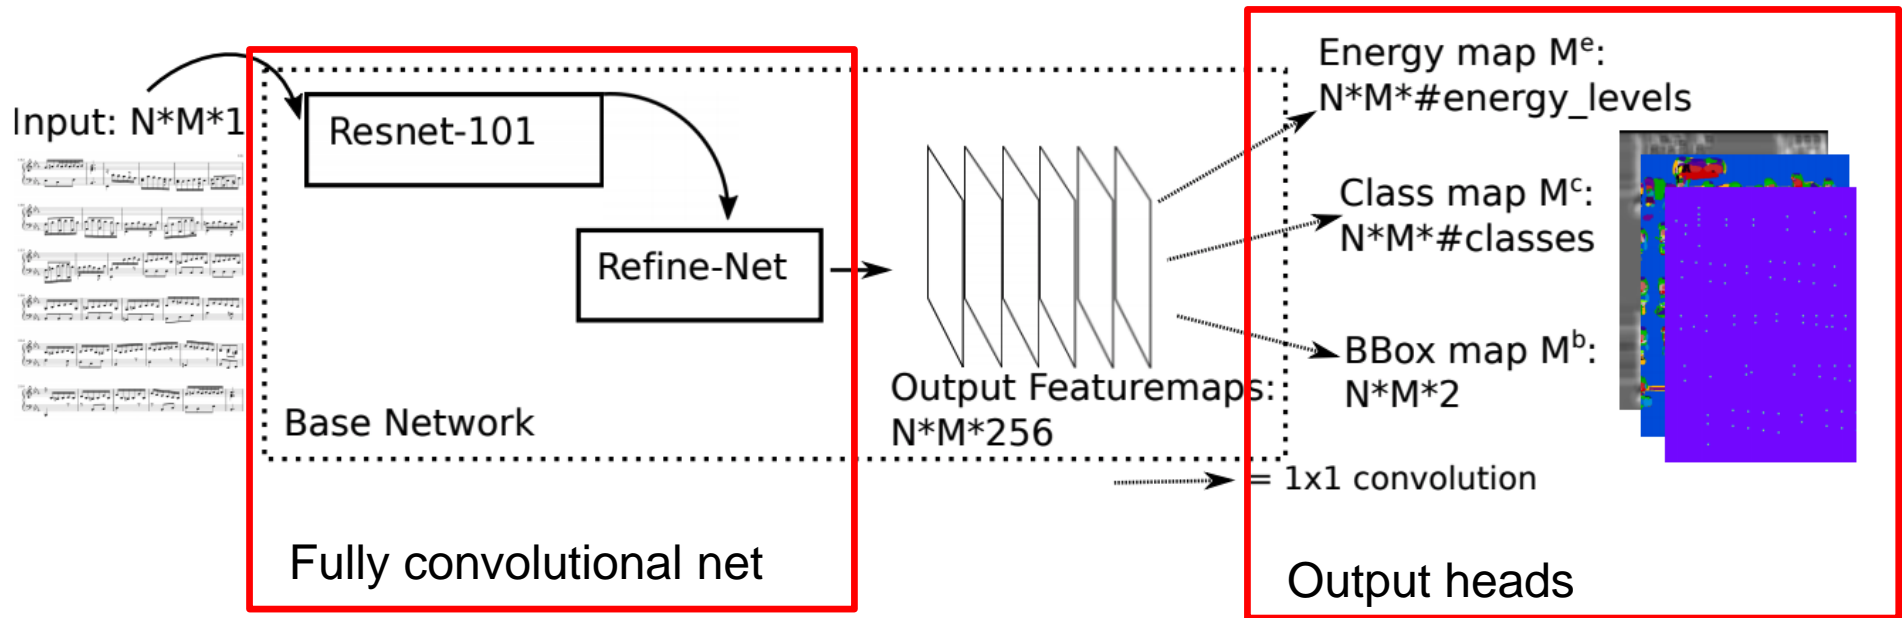 Input: N*M*1
Resnet-101
Refine-Net
Base Network
Output Featuremaps:
N*M*256
Energy map Mᵉ:
N*M*#energy_levels
Class map Mᶜ:
N*M*#classes
BBox map Mᵇ:
N*M*2
= 1x1 convolution
Fully convolutional net
Output heads